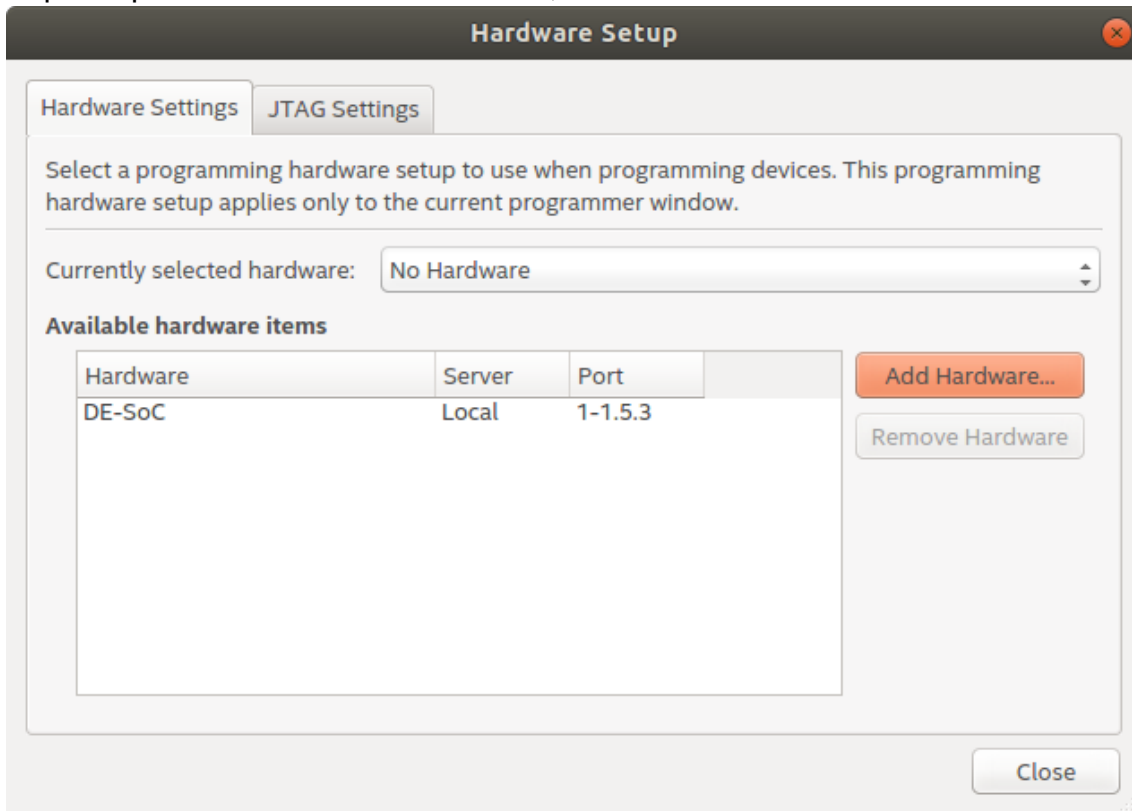 Hardware Setup
Hardware Settings
JTAG Settings
Select a programming hardware setup to use when programming devices. This programming
hardware setup applies only to the current programmer window.
Currently selected hardware: No Hardware
Available hardware items
Hardware Server Port
Add Hardware...
DE-SoC Local 1-1.5.3
Remove Hardware
Close